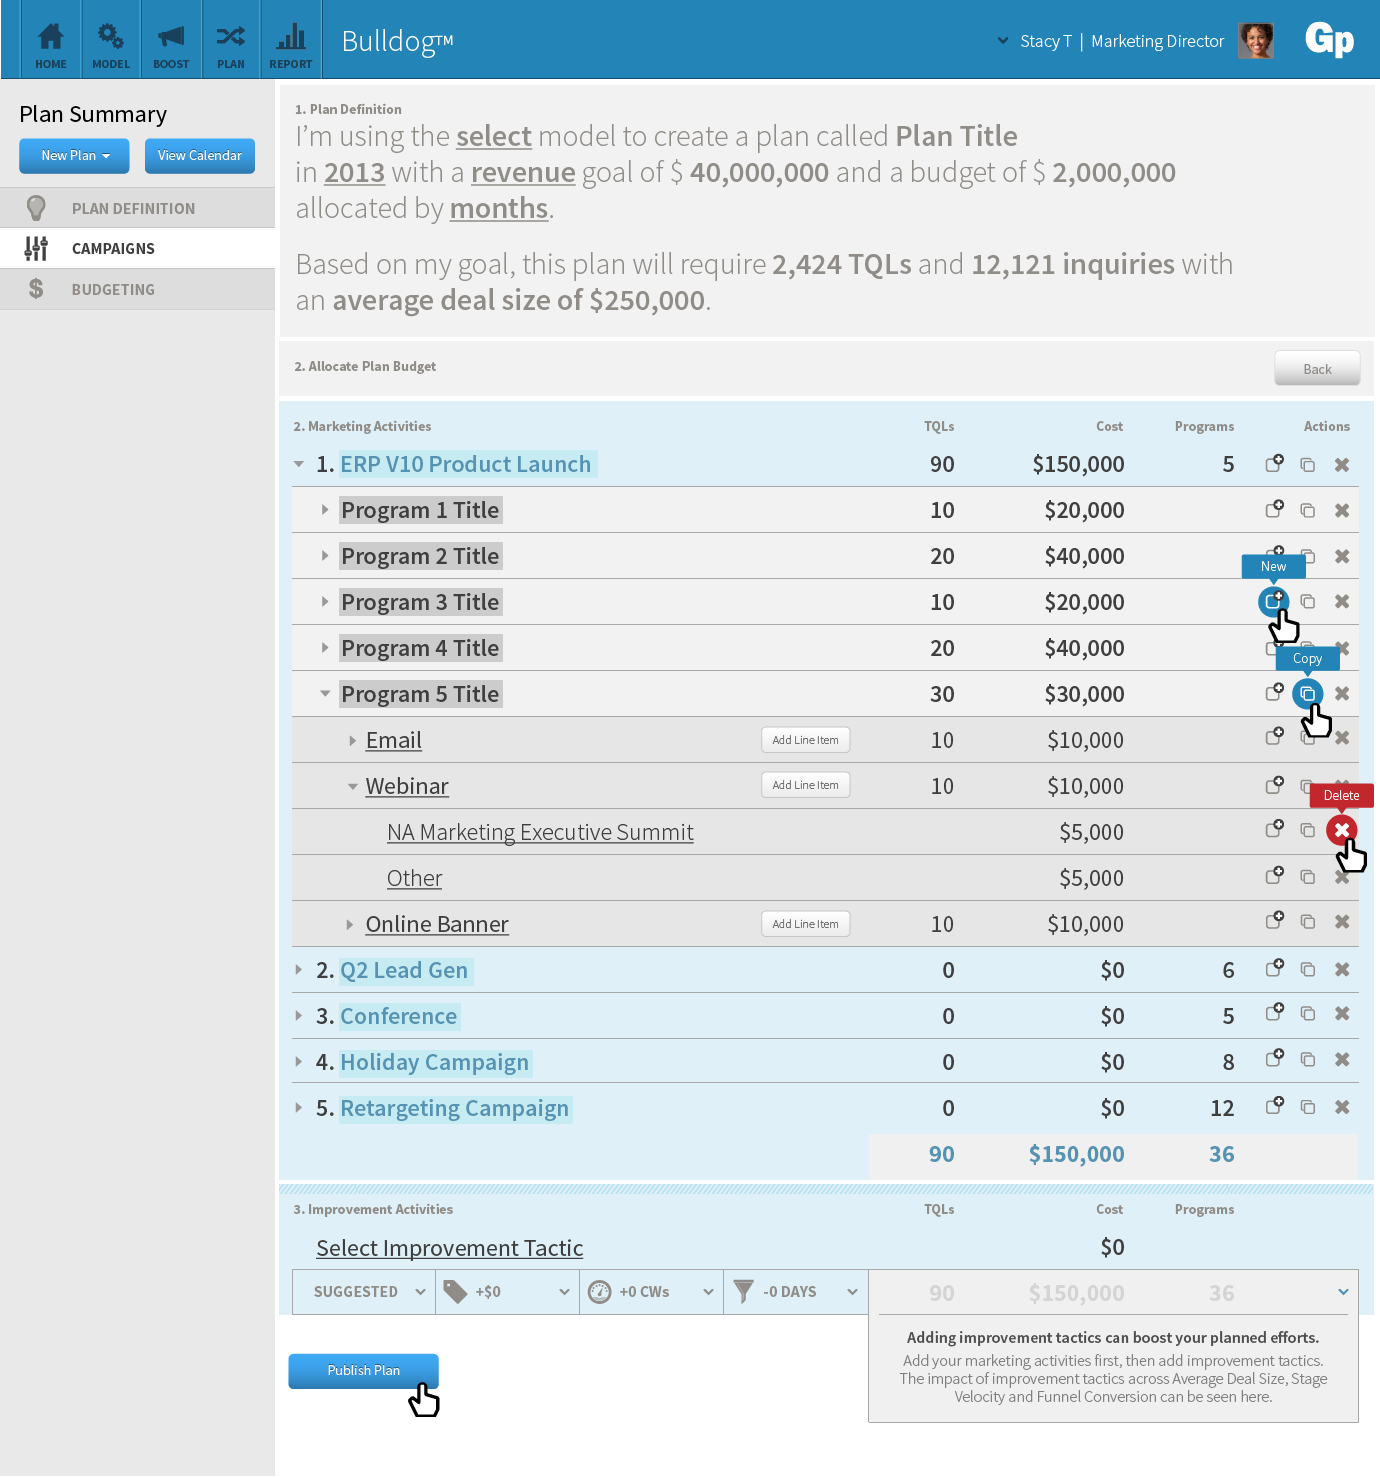 HOME MODEL BOOST PLAN REPORT Bulldog™ Stacy T | Marketing Director Gp
Plan Summary
New Plan View Calendar
PLAN DEFINITION
CAMPAIGNS
BUDGETING
1. Plan Definition
I'm using the select model to create a plan called Plan Title
in 2013 with a revenue goal of $ 40,000,000 and a budget of $ 2,000,000
allocated by months.
Based on my goal, this plan will require 2,424 TQLs and 12,121 inquiries with
an average deal size of $250,000.
2. Allocate Plan Budget Back
2. Marketing Activities TQLs Cost Programs Actions
1. ERP V10 Product Launch 90 $150,000 5
Program 1 Title 10 $20,000
Program 2 Title 20 $40,000
New
Program 3 Title 10 $20,000
Program 4 Title 20 $40,000
Copy
Program 5 Title 30 $30,000
Email Add Line Item 10 $10,000
Webinar Add Line Item 10 $10,000
Delete
NA Marketing Executive Summit $5,000
Other $5,000
Online Banner Add Line Item 10 $10,000
2. Q2 Lead Gen 0 $0 6
3. Conference 0 $0 5
4. Holiday Campaign 0 $0 8
5. Retargeting Campaign 0 $0 12
90 $150,000 36
3. Improvement Activities TQLs Cost Programs
Select Improvement Tactic $0
SUGGESTED +$0 +0 CWs -0 DAYS 90 $150,000 36
Adding improvement tactics can boost your planned efforts.
Add your marketing activities first, then add improvement tactics.
The impact of improvement tactics across Average Deal Size, Stage
Velocity and Funnel Conversion can be seen here.
Publish Plan